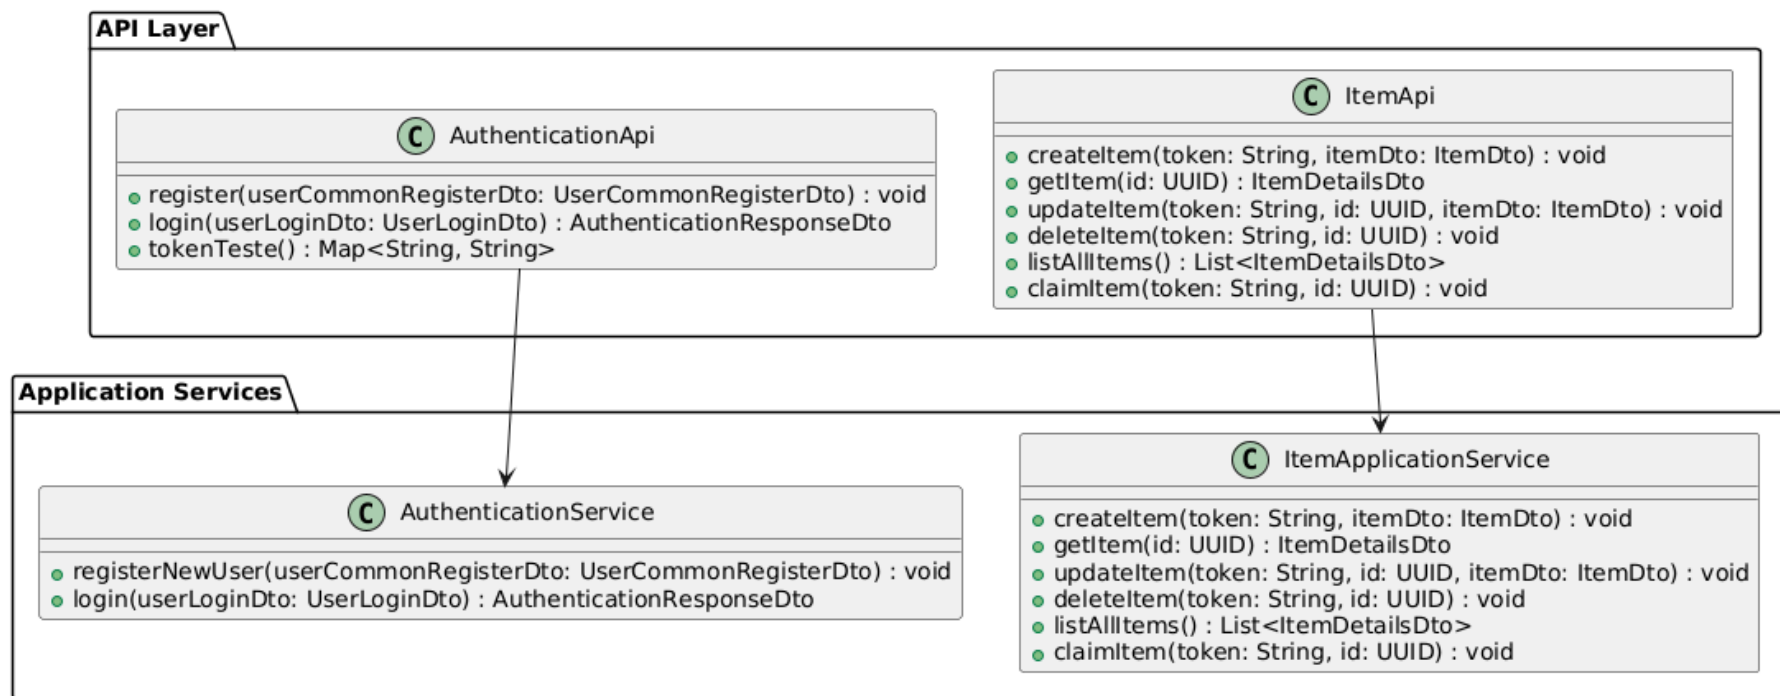 API Layer
C AuthenticationApi
register(userCommonRegisterDto: UserCommonRegisterDto) : void
login(userLoginDto: UserLoginDto) : AuthenticationResponseDto
tokenTeste() : Map<String, String>
C ItemApi
createItem(token: String, itemDto: ItemDto) : void
getItem(id: UUID) : ItemDetailsDto
updateItem(token: String, id: UUID, itemDto: ItemDto) : void
deleteItem(token: String, id: UUID) : void
listAllItems() : List<ItemDetailsDto>
claimItem(token: String, id: UUID) : void
Application Services
C AuthenticationService
registerNewUser(userCommonRegisterDto: UserCommonRegisterDto) : void
login(userLoginDto: UserLoginDto) : AuthenticationResponseDto
C ItemApplicationService
createItem(token: String, itemDto: ItemDto) : void
getItem(id: UUID) : ItemDetailsDto
updateItem(token: String, id: UUID, itemDto: ItemDto) : void
deleteItem(token: String, id: UUID) : void
listAllItems() : List<ItemDetailsDto>
claimItem(token: String, id: UUID) : void